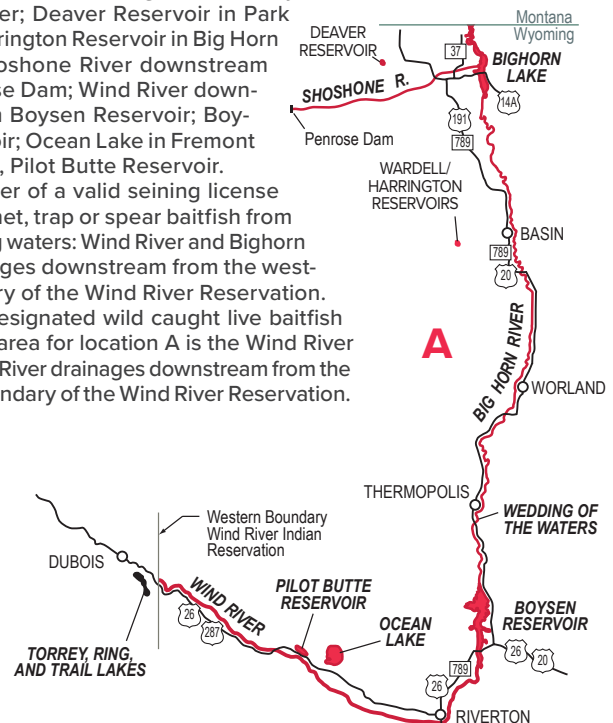 er; Deaver Reservoir in Park
rrington Reservoir in Big Horn
oshone River downstream
se Dam; Wind River down-
n Boysen Reservoir; Boy-
oir; Ocean Lake in Fremont
, Pilot Butte Reservoir.
er of a valid seining license
net, trap or spear baitfish from
g waters: Wind River and Bighorn
ages downstream from the west-
ry of the Wind River Reservation.
esignated wild caught live baitfish
area for location A is the Wind River
River drainages downstream from the
ndary of the Wind River Reservation.
Montana
Wyoming
DEAVER
RESERVOIR
37
BIGHORN
LAKE
SHOSHONE R.
14A
Penrose Dam
191
789
WARDELL/
HARRINGTON
RESERVOIRS
BASIN
789
20
A
BIG HORN RIVER
WORLAND
THERMOPOLIS
WEDDING OF
THE WATERS
Western Boundary
Wind River Indian
Reservation
DUBOIS
WIND RIVER
PILOT BUTTE
RESERVOIR
BOYSEN
RESERVOIR
26
287
OCEAN
LAKE
TORREY, RING,
AND TRAIL LAKES
26
20
789
26
RIVERTON